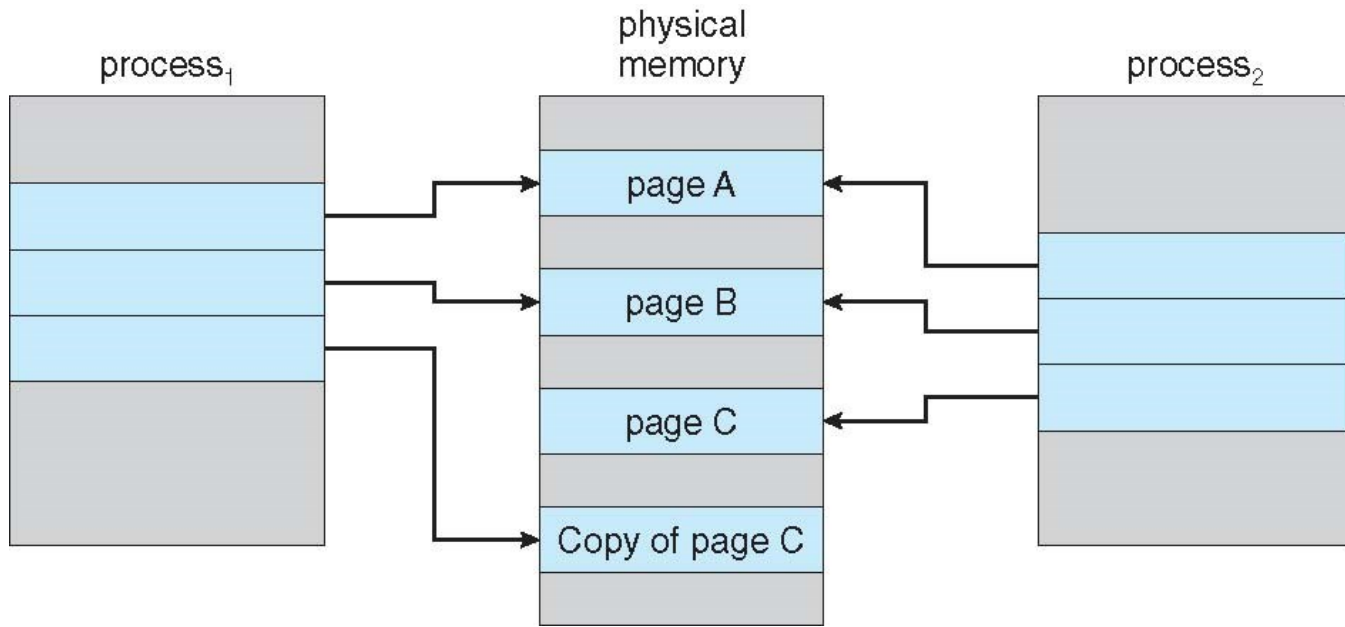 process₁
physical
memory
process₂
page A
page B
page C
Copy of page C